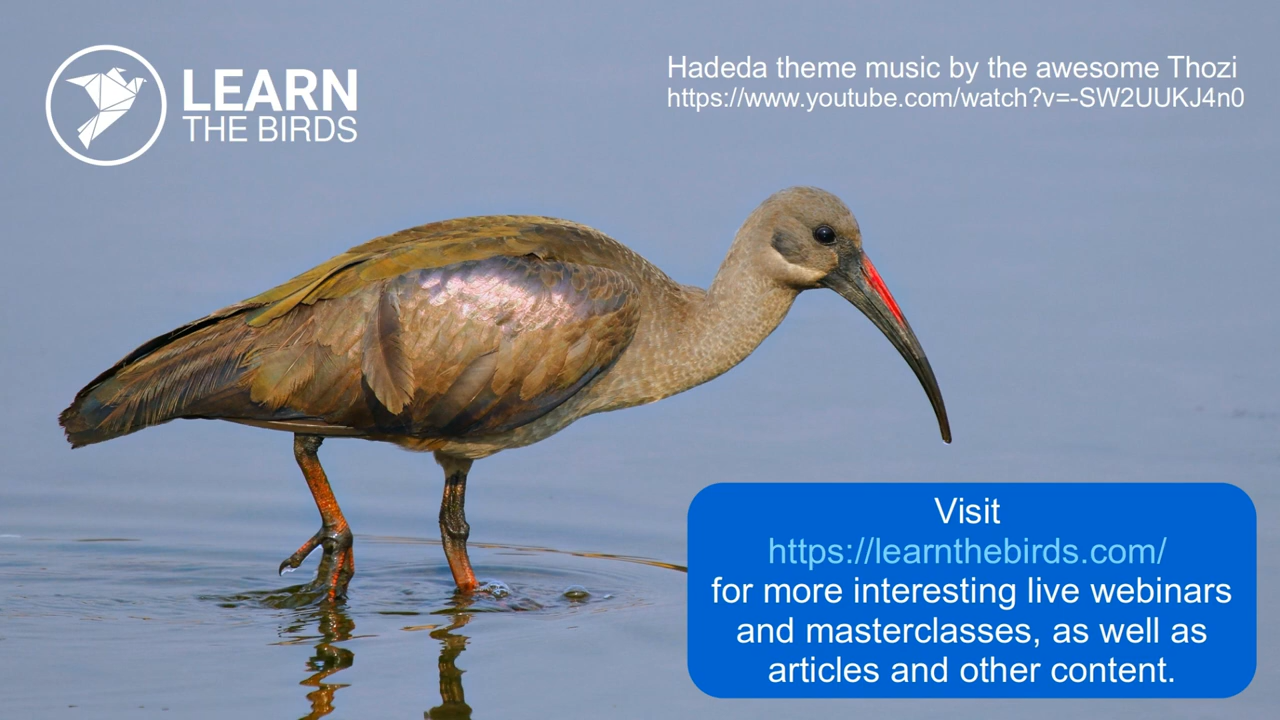 LEARN
THE BIRDS
Hadeda theme music by the awesome Thozi
https://www.youtube.com/watch?v=-SW2UUKJ4n0
Visit
https://learnthebirds.com/
for more interesting live webinars
and masterclasses, as well as
articles and other content.